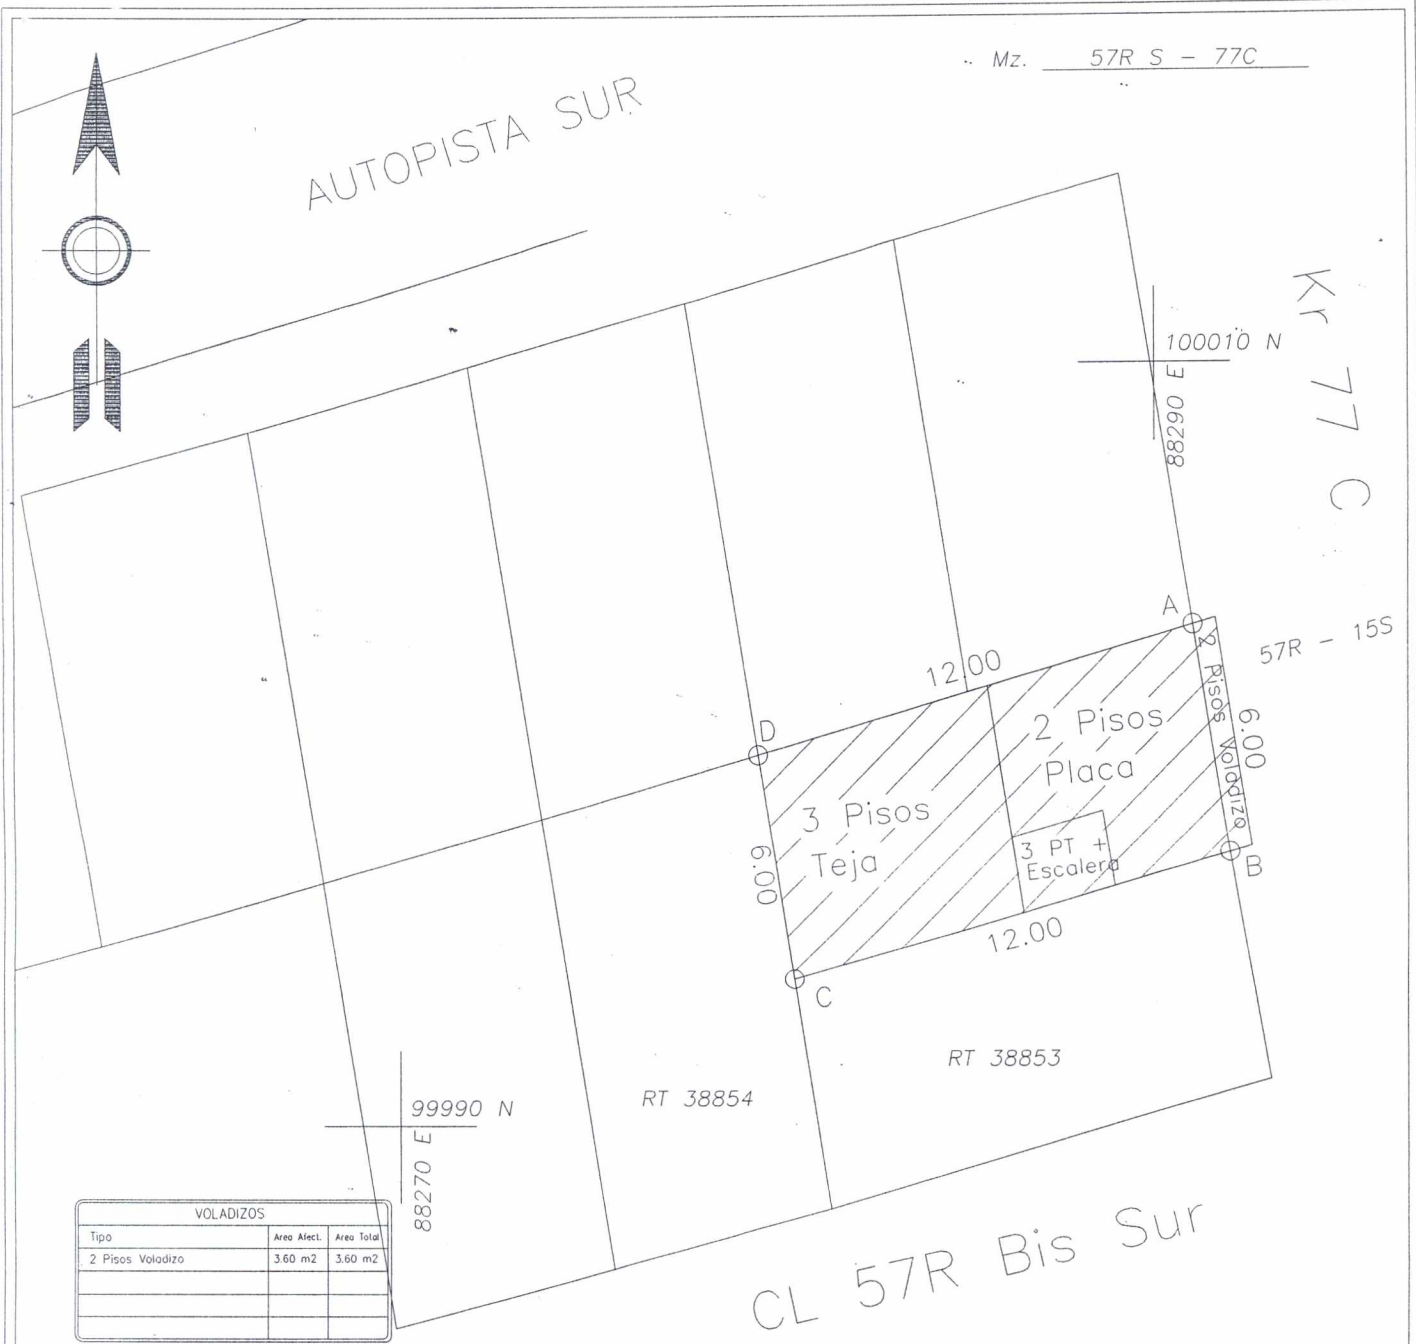 Mz. 57R S - 77C
AUTOPISTA SUR
Kr 77 C
100010 N
88290 E
A
57R - 15S
12.00
2 Pisos Voladizo
6.00
D
2 Pisos
Placa
3 Pisos
Teja
3 PT +
Escalera
6.00
B
12.00
C
RT 38853
RT 38854
99990 N
88270 E
CL 57R Bis Sur
VOLADIZOS
Tipo Area Afect. Area Total
2 Pisos Voladizo 3.60 m2 3.60 m2